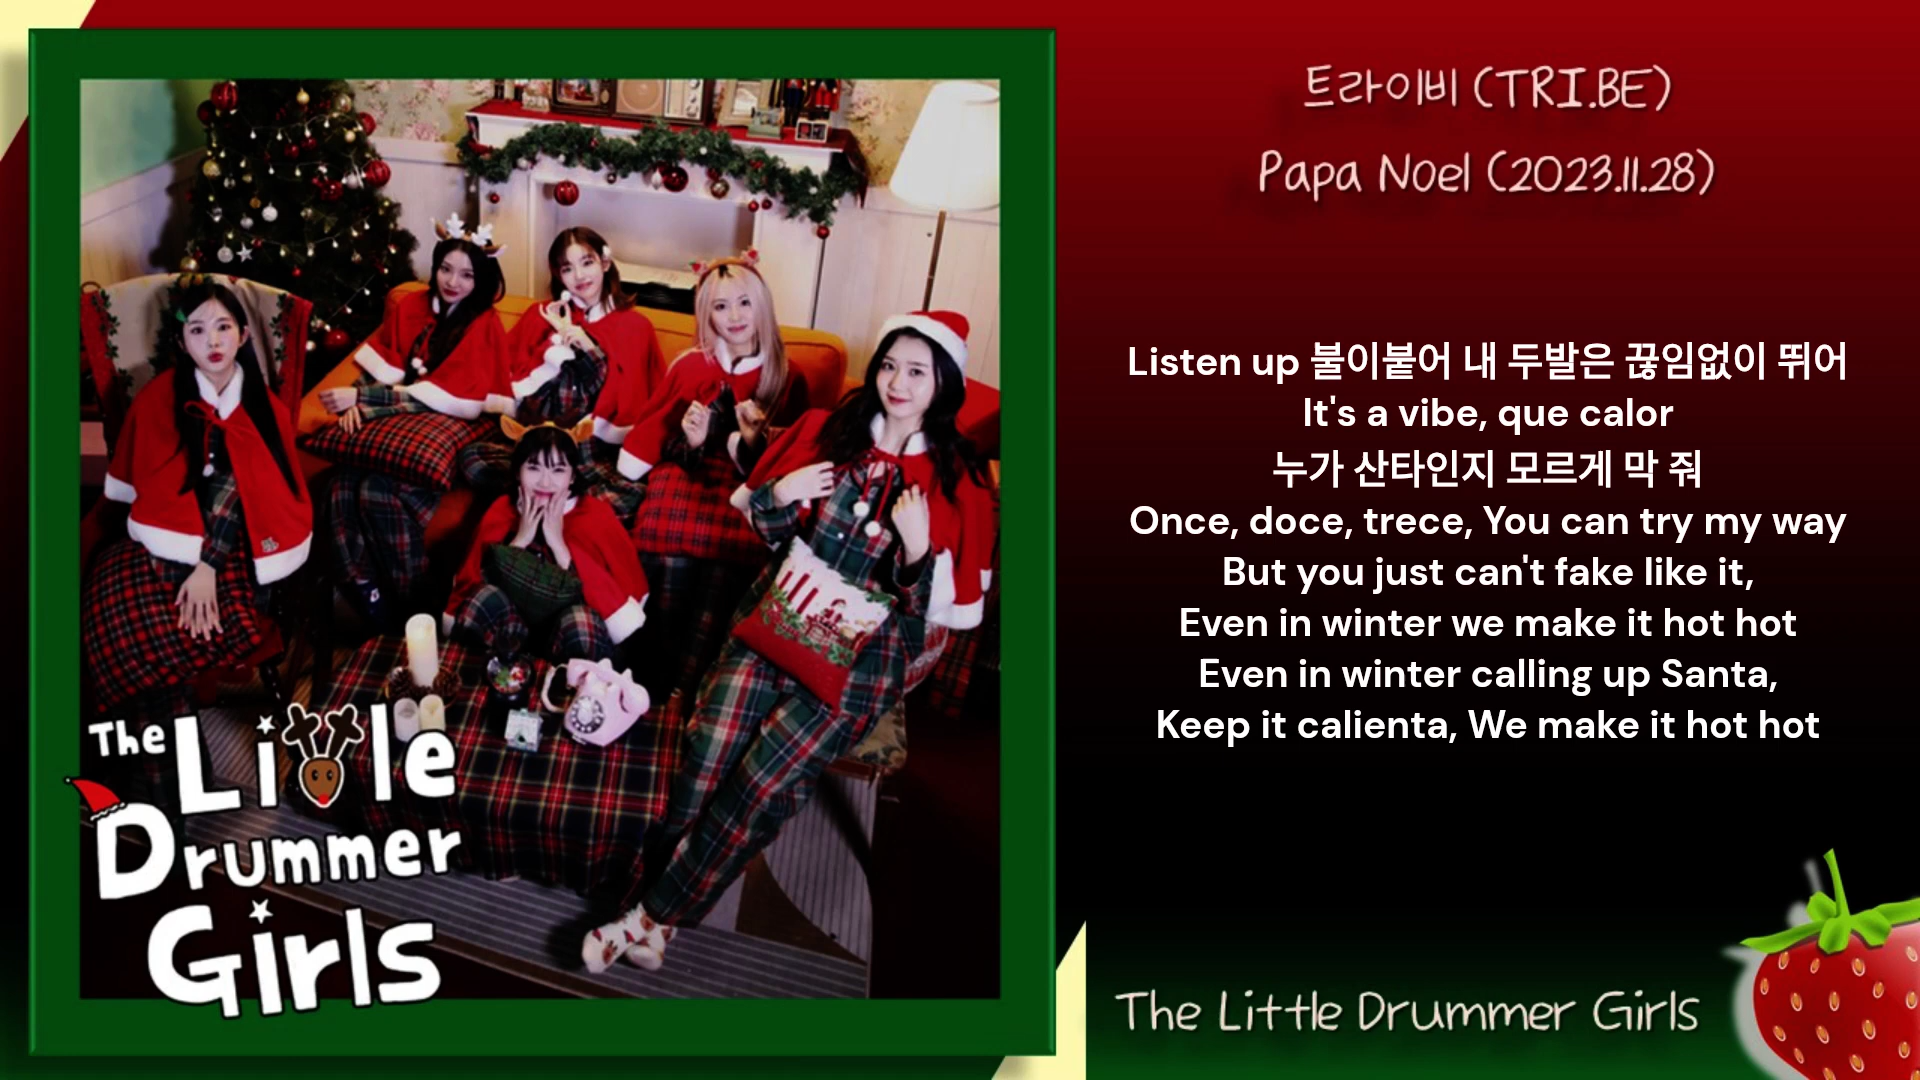 The Little
Drummer
Girls
트라이비 (TRI.BE)
Papa Noel (2023.11.28)
Listen up 불이붙어 내 두발은 끊임없이 뛰어
It's a vibe, que calor
누가 산타인지 모르게 막 줘
Once, doce, trece, You can try my way
But you just can't fake like it,
Even in winter we make it hot hot
Even in winter calling up Santa,
Keep it calienta, We make it hot hot
The Little Drummer Girls